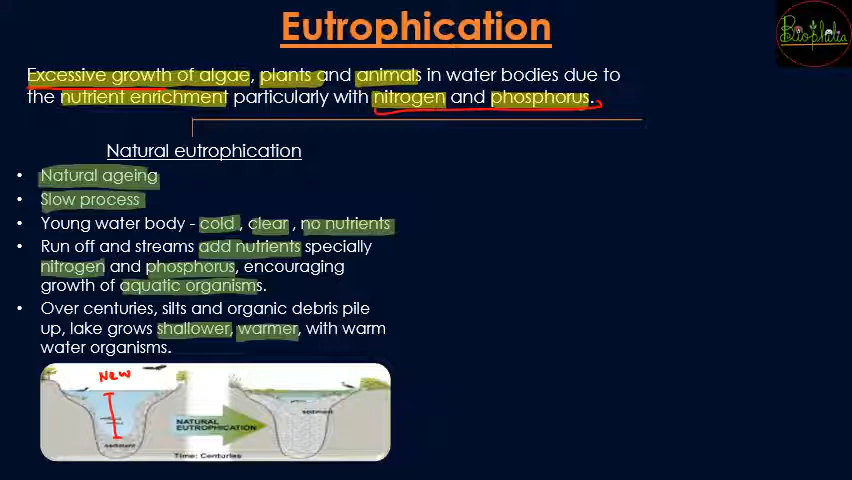 Eutrophication
Biophilia
Excessive growth of algae, plants and animals in water bodies due to
the nutrient enrichment particularly with nitrogen and phosphorus.
Natural eutrophication
• Natural ageing
• Slow process
• Young water body - cold , clear , no nutrients
• Run off and streams add nutrients specially
nitrogen and phosphorus, encouraging
growth of aquatic organisms.
• Over centuries, silts and organic debris pile
up, lake grows shallower, warmer, with warm
water organisms.
New
sediment
NATURAL
EUTROPHICATION
sediment
Time: Centuries